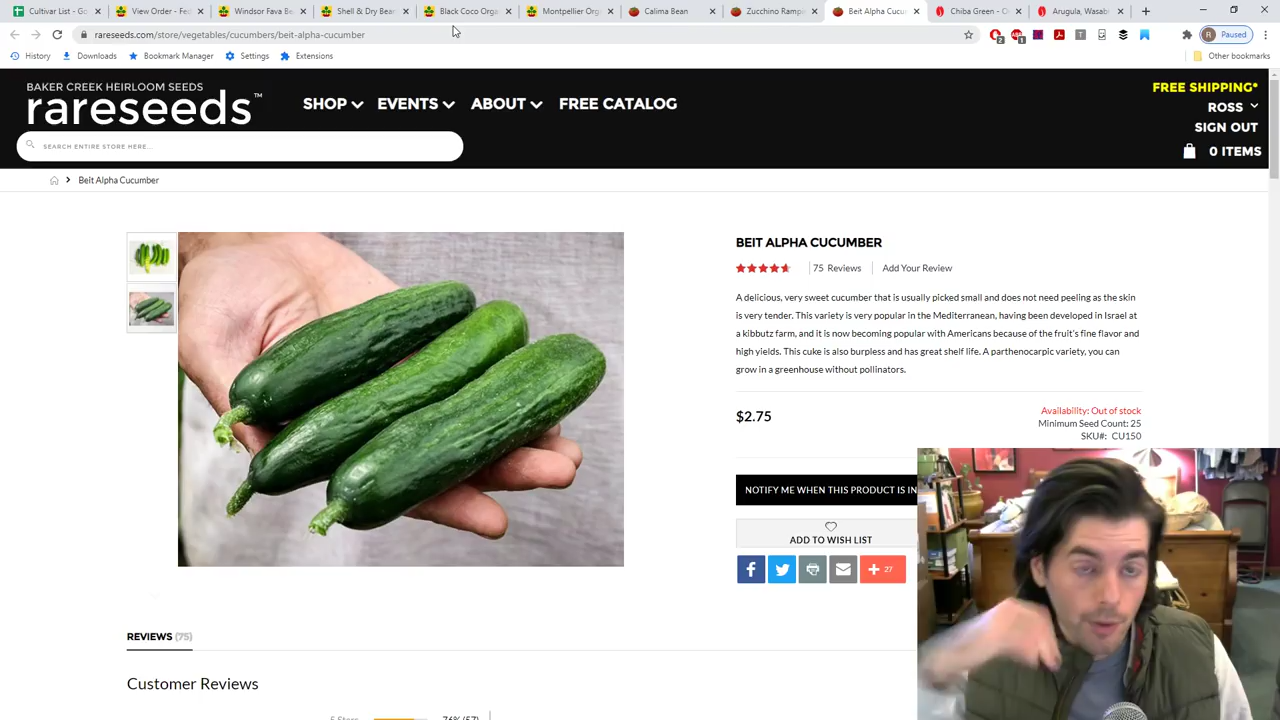 Cultivar List - Go
View Order - Fee
Windsor Fava Be
Shell & Dry Bean
Black Coco Orga
Montpellier Org
Calima Bean
Zucchino Rampi
Beit Alpha Cucu
Chiba Green - O
Arugula, Wasab
rareseeds.com/store/vegetables/cucumbers/beit-alpha-cucumber
Paused
History
Downloads
Bookmark Manager
Settings
Extensions
Other bookmarks
BAKER CREEK HEIRLOOM SEEDS
rareseeds™
SHOP
EVENTS
ABOUT
FREE CATALOG
FREE SHIPPING*
ROSS
SIGN OUT
0 ITEMS
SEARCH ENTIRE STORE HERE...
Beit Alpha Cucumber
BEIT ALPHA CUCUMBER
75 Reviews
Add Your Review
A delicious, very sweet cucumber that is usually picked small and does not need peeling as the skin
is very tender. This variety is very popular in the Mediterranean, having been developed in Israel at
a kibbutz farm, and it is now becoming popular with Americans because of the fruit's fine flavor and
high yields. This cuke is also burpless and has great shelf life. A parthenocarpic variety, you can
grow in a greenhouse without pollinators.
$2.75
Availability: Out of stock
Minimum Seed Count: 25
SKU#: CU150
NOTIFY ME WHEN THIS PRODUCT IS IN
ADD TO WISH LIST
27
REVIEWS (75)
Customer Reviews
5 Stars
76% (57)